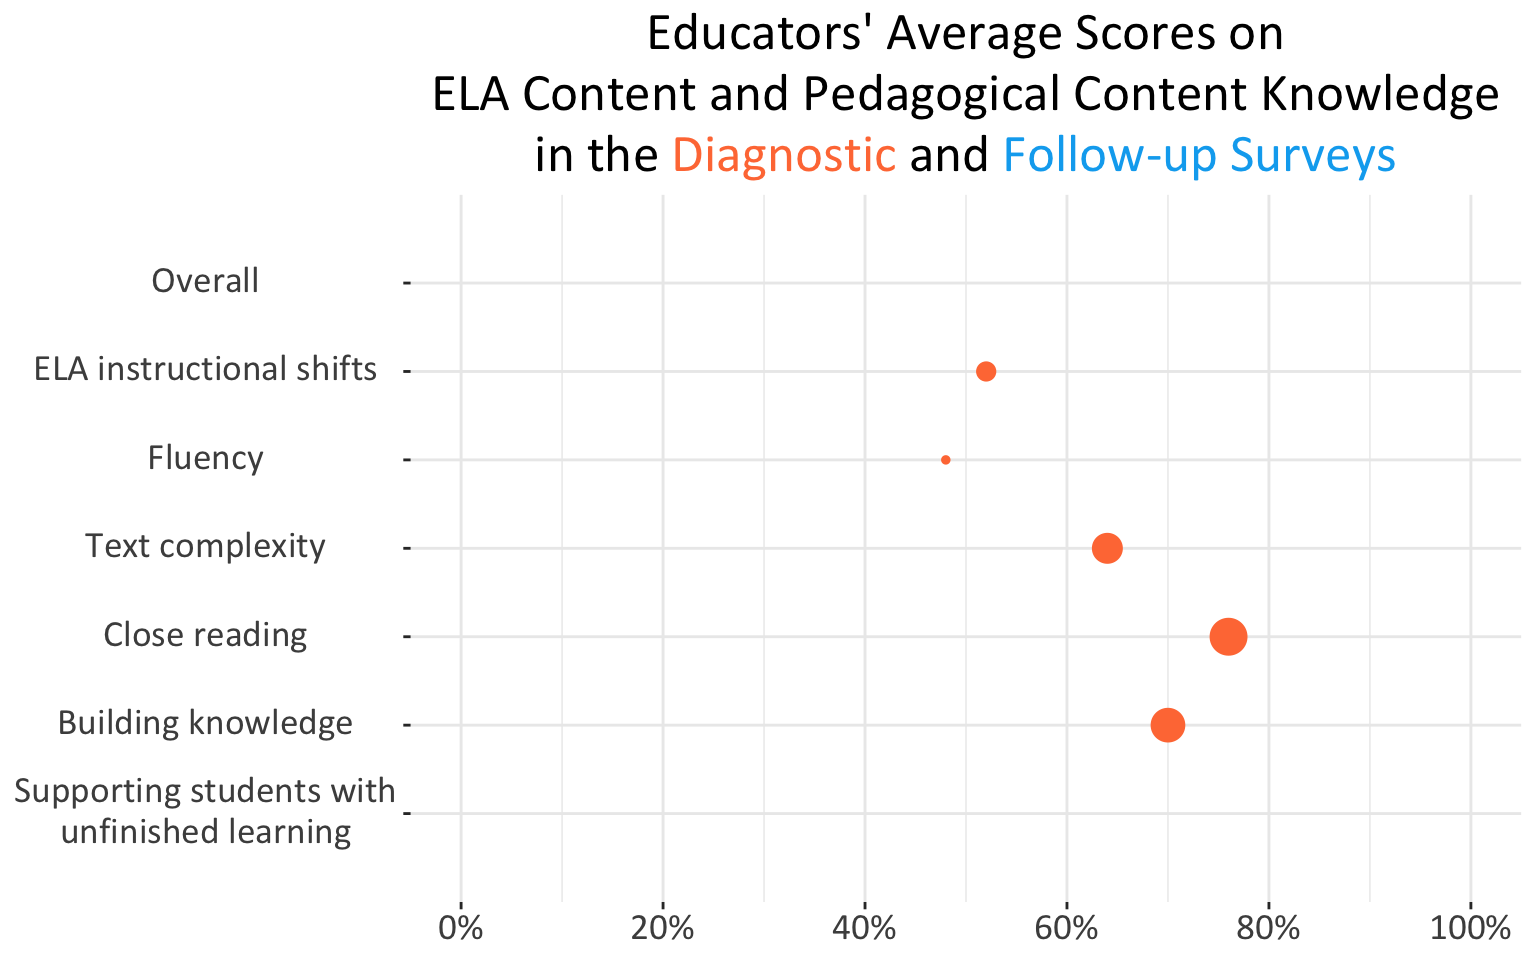 Educators' Average Scores on
ELA Content and Pedagogical Content Knowledge
in the Diagnostic and Follow-up Surveys
Overall
ELA instructional shifts
Fluency
Text complexity
Close reading
Building knowledge
Supporting students with
unfinished learning
0% 20% 40% 60% 80% 100%